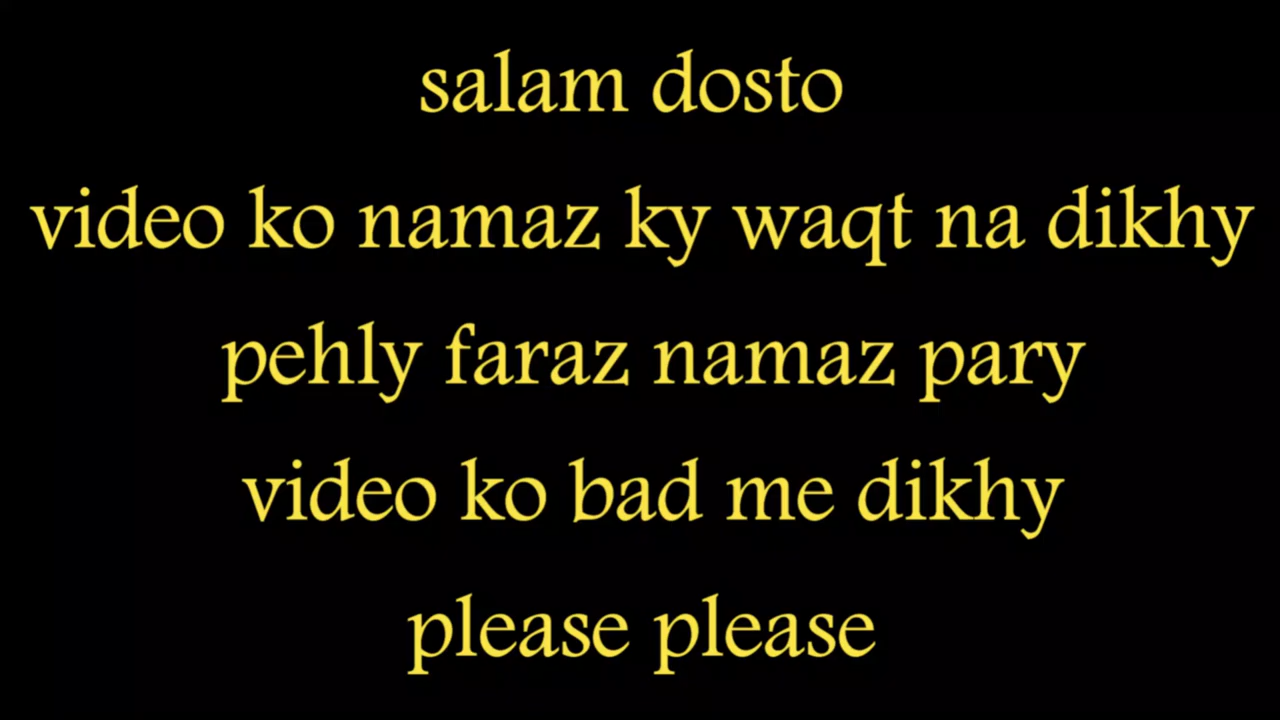 salam dosto
video ko namaz ky waqt na dikhy
pehly faraz namaz pary
video ko bad me dikhy
please please